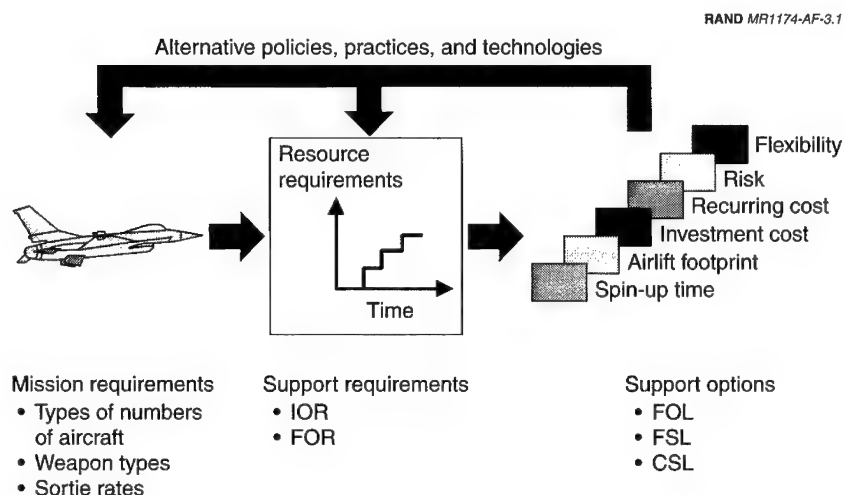 RAND MR1174-AF-3.1
Alternative policies, practices, and technologies
Resource
requirements
Time
Flexibility
Risk
Recurring cost
Investment cost
Airlift footprint
Spin-up time
Mission requirements
• Types of numbers
of aircraft
• Weapon types
• Sortie rates
Support requirements
• IOR
• FOR
Support options
• FOL
• FSL
• CSL